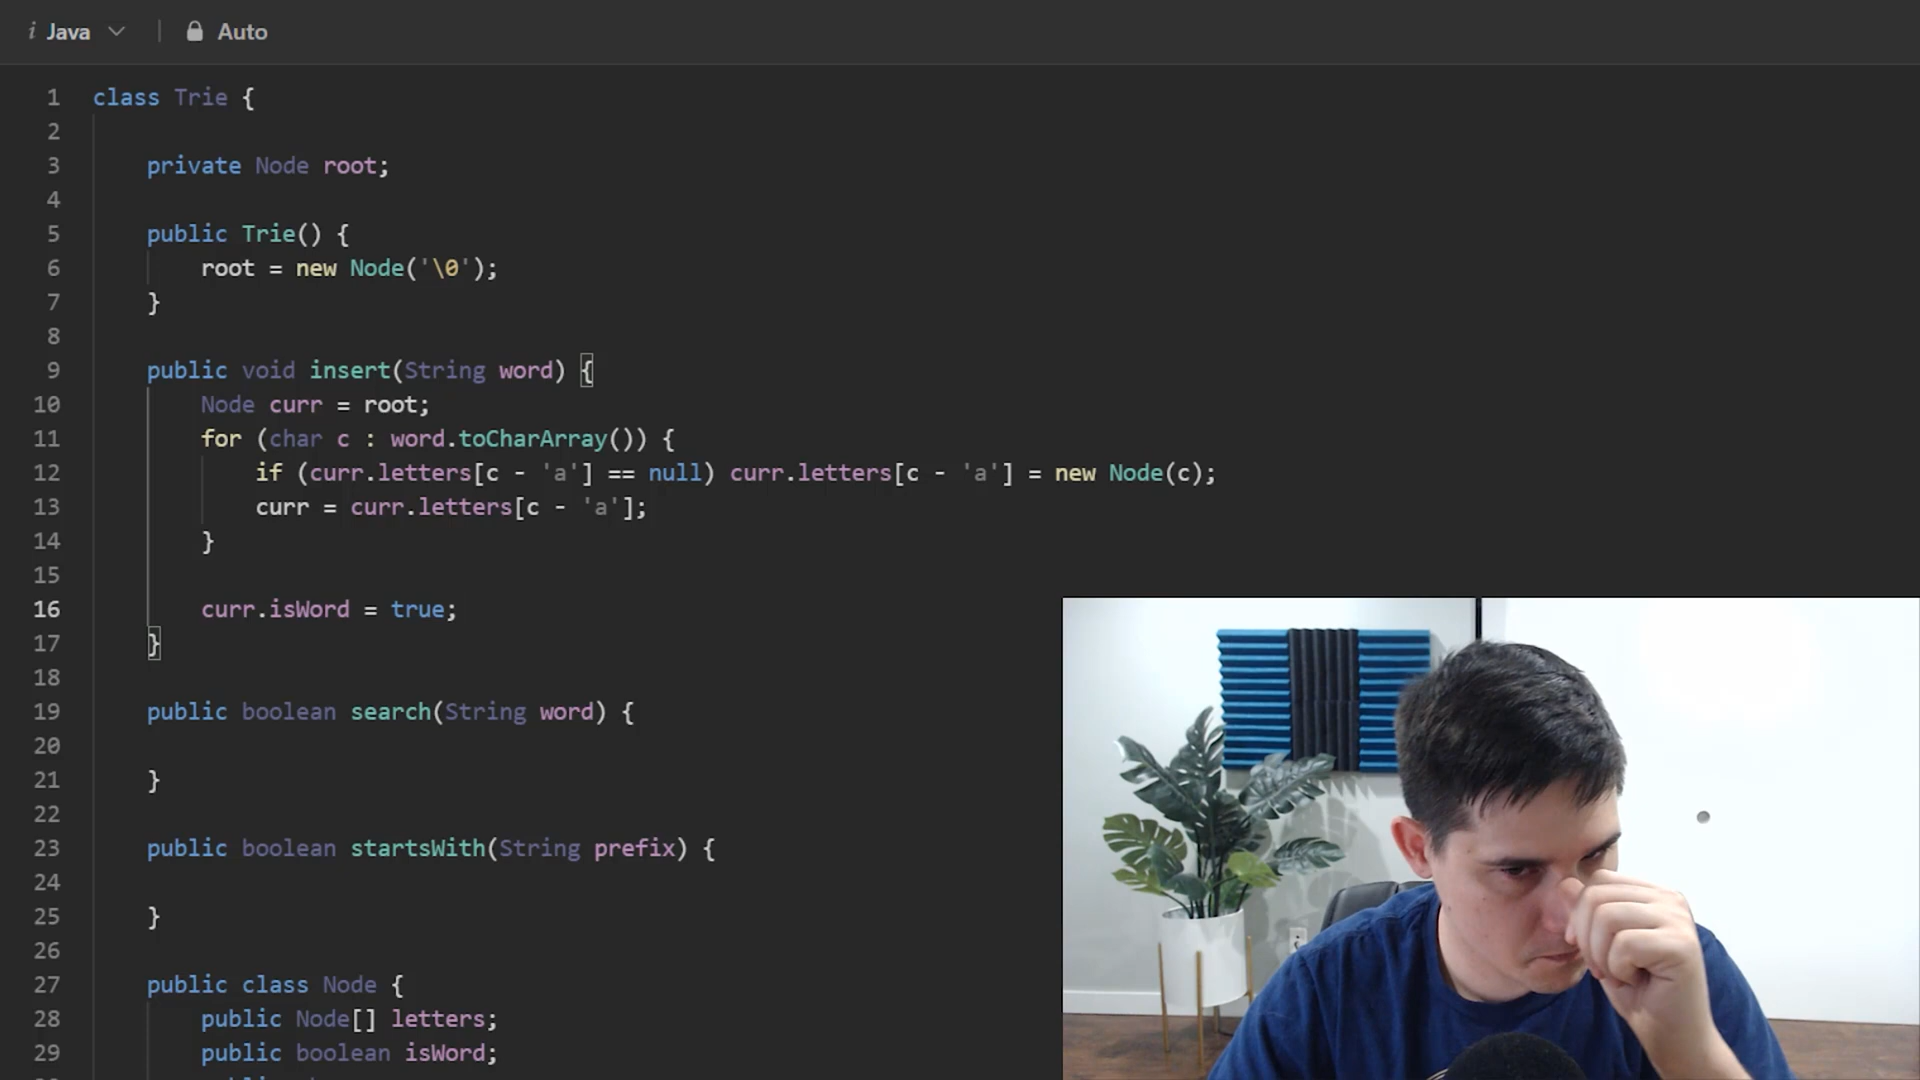 i Java Auto
1 class Trie {
2
3 private Node root;
4
5 public Trie() {
6 root = new Node('\0');
7 }
8
9 public void insert(String word) {
10 Node curr = root;
11 for (char c : word.toCharArray()) {
12 if (curr.letters[c - 'a'] == null) curr.letters[c - 'a'] = new Node(c);
13 curr = curr.letters[c - 'a'];
14 }
15
16 curr.isWord = true;
17 }
18
19 public boolean search(String word) {
20
21 }
22
23 public boolean startsWith(String prefix) {
24
25 }
26
27 public class Node {
28 public Node[] letters;
29 public boolean isWord;